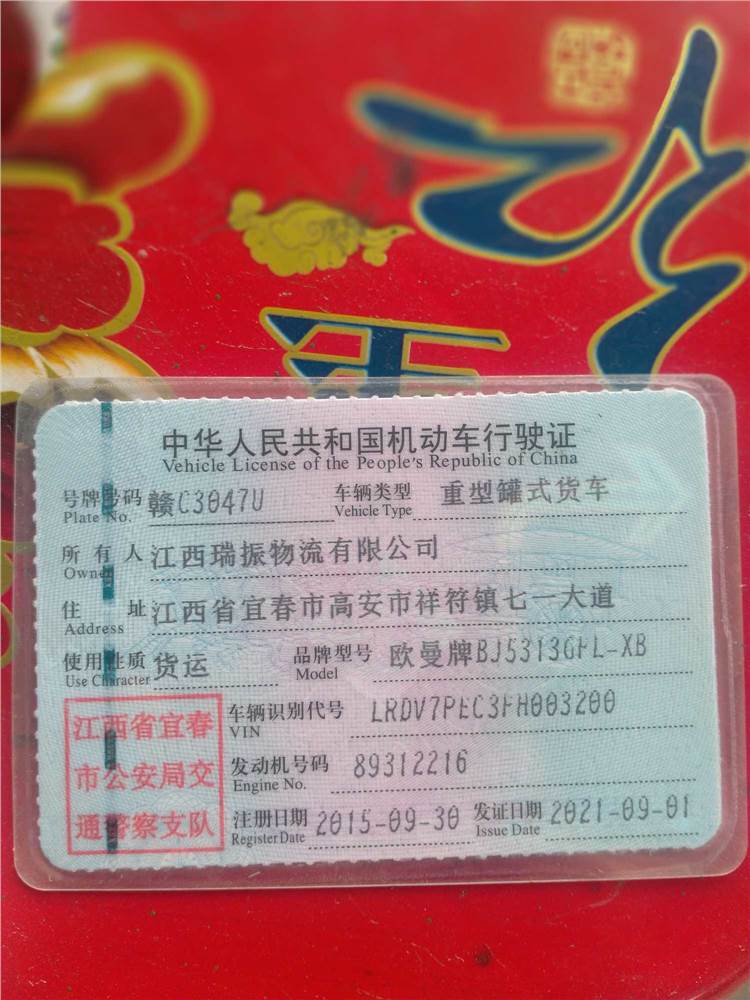 中华人民共和国机动车行驶证
Vehicle License of the People's Republic of China
号牌号码 赣C3047U 车辆类型 重型罐式货车
Plate No. Vehicle Type
所有人 江西瑞振物流有限公司
Owner
住址 江西省宜春市高安市祥符镇七一大道
Address
使用性质 货运 品牌型号 欧曼牌BJ5313GFL-XB
Use Character Model
江西省宜春
市公安局交
通警察支队
车辆识别代号 LRDV7PEC3FH003200
VIN
发动机号码 89312216
Engine No.
注册日期 2015-09-30 发证日期 2021-09-01
Register Date Issue Date